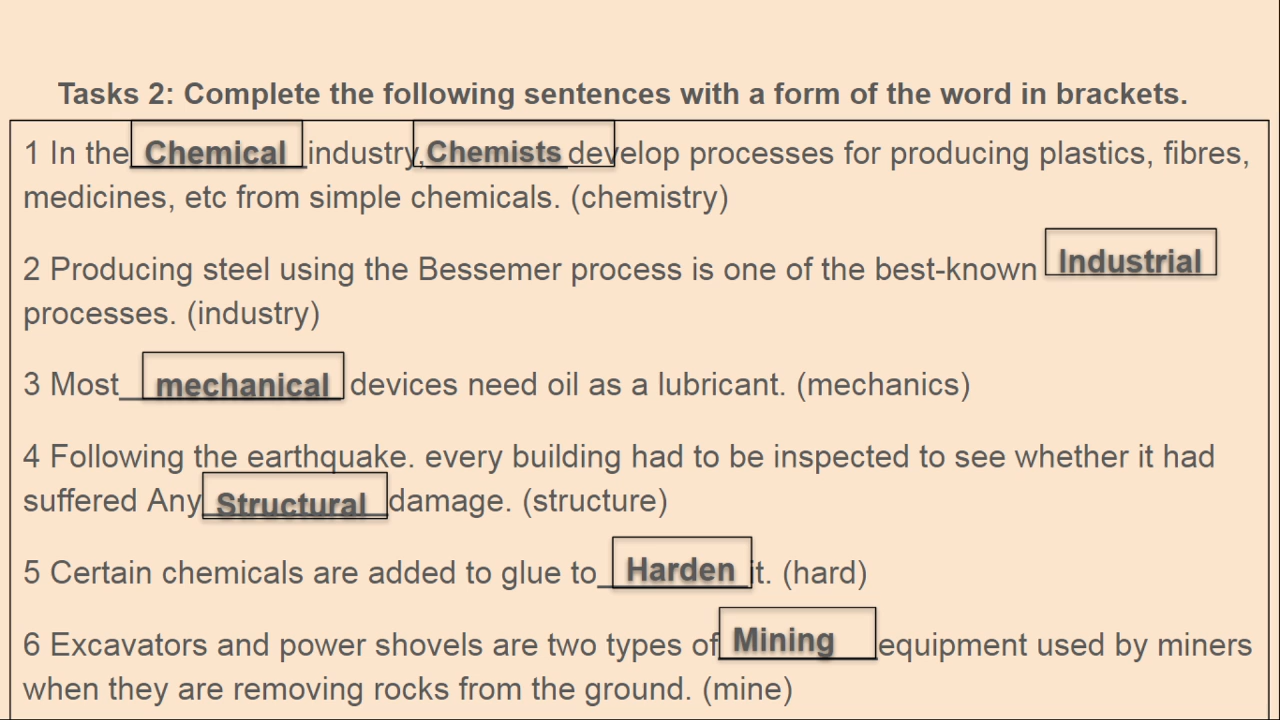 Tasks 2: Complete the following sentences with a form of the word in brackets.
1 In the Chemical industry, Chemists develop processes for producing plastics, fibres,
medicines, etc from simple chemicals. (chemistry)
2 Producing steel using the Bessemer process is one of the best-known Industrial
processes. (industry)
3 Most mechanical devices need oil as a lubricant. (mechanics)
4 Following the earthquake. every building had to be inspected to see whether it had
suffered Any Structural damage. (structure)
5 Certain chemicals are added to glue to Harden it. (hard)
6 Excavators and power shovels are two types of Mining equipment used by miners
when they are removing rocks from the ground. (mine)